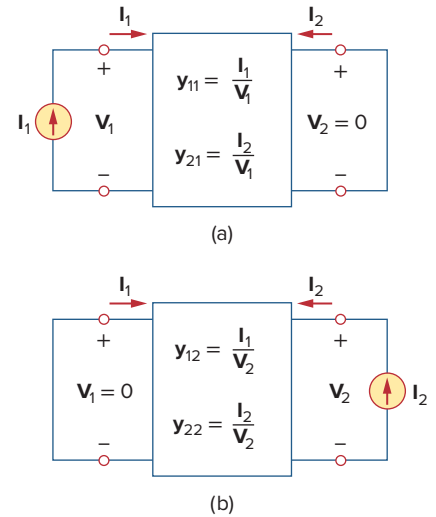 I₁ I₂
+ y₁₁ = I₁/V₁ +
I₁ V₁ V₂ = 0
y₂₁ = I₂/V₁
– –
(a)
I₁ I₂
+ y₁₂ = I₁/V₂ +
V₁ = 0 V₂ I₂
y₂₂ = I₂/V₂
– –
(b)